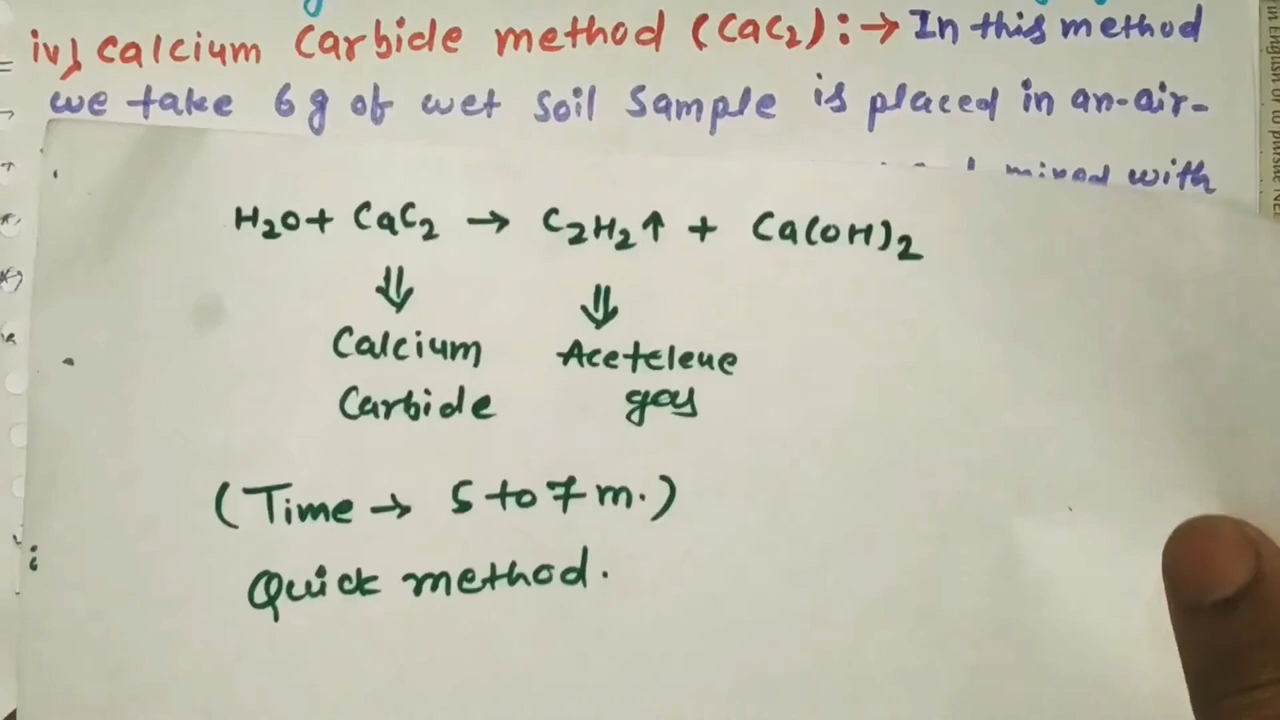 iv) Calcium Carbide method (CaC₂):→ In this method
we take 6g of wet soil sample is placed in an-air-
mixed with
H₂O + CaC₂ → C₂H₂↑ + Ca(OH)₂
⇓ ⇓
Calcium Acetelene
Carbide gas
(Time → 5 to 7 m.)
Quick method.